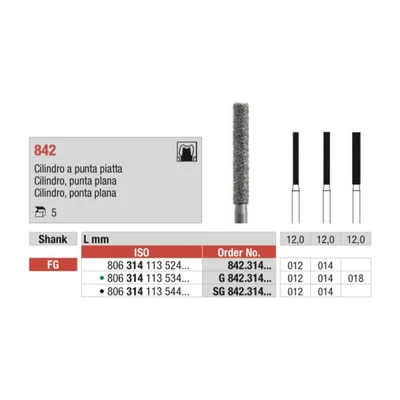 842
Cilindro a punta piatta
Cilindro, punta plana
Cilindro, ponta plana
5
Shank L mm 12,0 12,0 12,0
ISO Order No.
FG 806 314 113 524... 842.314... 012 014
• 806 314 113 534... G 842.314... 012 014 018
• 806 314 113 544... SG 842.314... 012 014